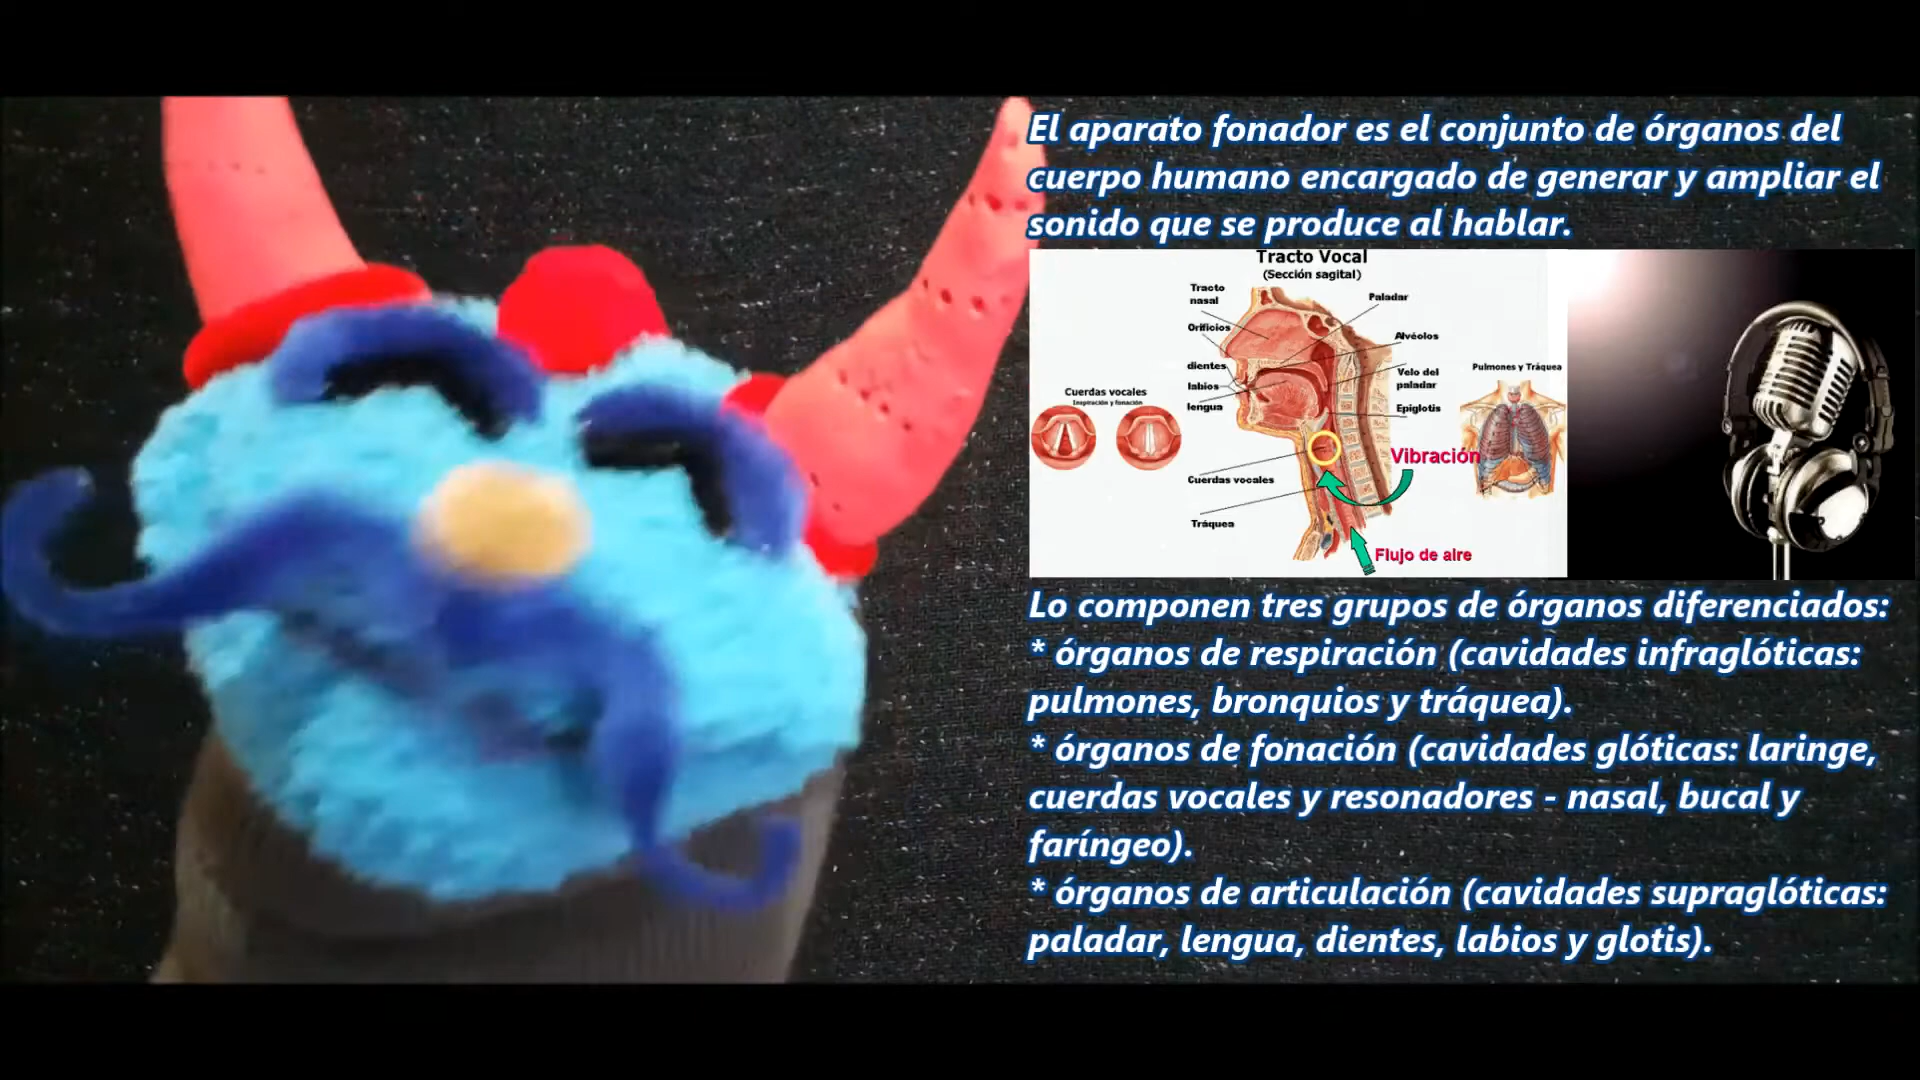 El aparato fonador es el conjunto de órganos del
cuerpo humano encargado de generar y ampliar el
sonido que se produce al hablar.
Tracto Vocal
(Sección sagital)
Tracto
nasal
Orificios
dientes
labios
lengua
Cuerdas vocales
Tráquea
Paladar
Alvéolos
Velo del
paladar
Epiglotis
Vibración
Flujo de aire
Cuerdas vocales
Inspiración y fonación
Pulmones y Tráquea
Lo componen tres grupos de órganos diferenciados:
* órganos de respiración (cavidades infraglóticas:
pulmones, bronquios y tráquea).
* órganos de fonación (cavidades glóticas: laringe,
cuerdas vocales y resonadores - nasal, bucal y
faríngeo).
* órganos de articulación (cavidades supraglóticas:
paladar, lengua, dientes, labios y glotis).